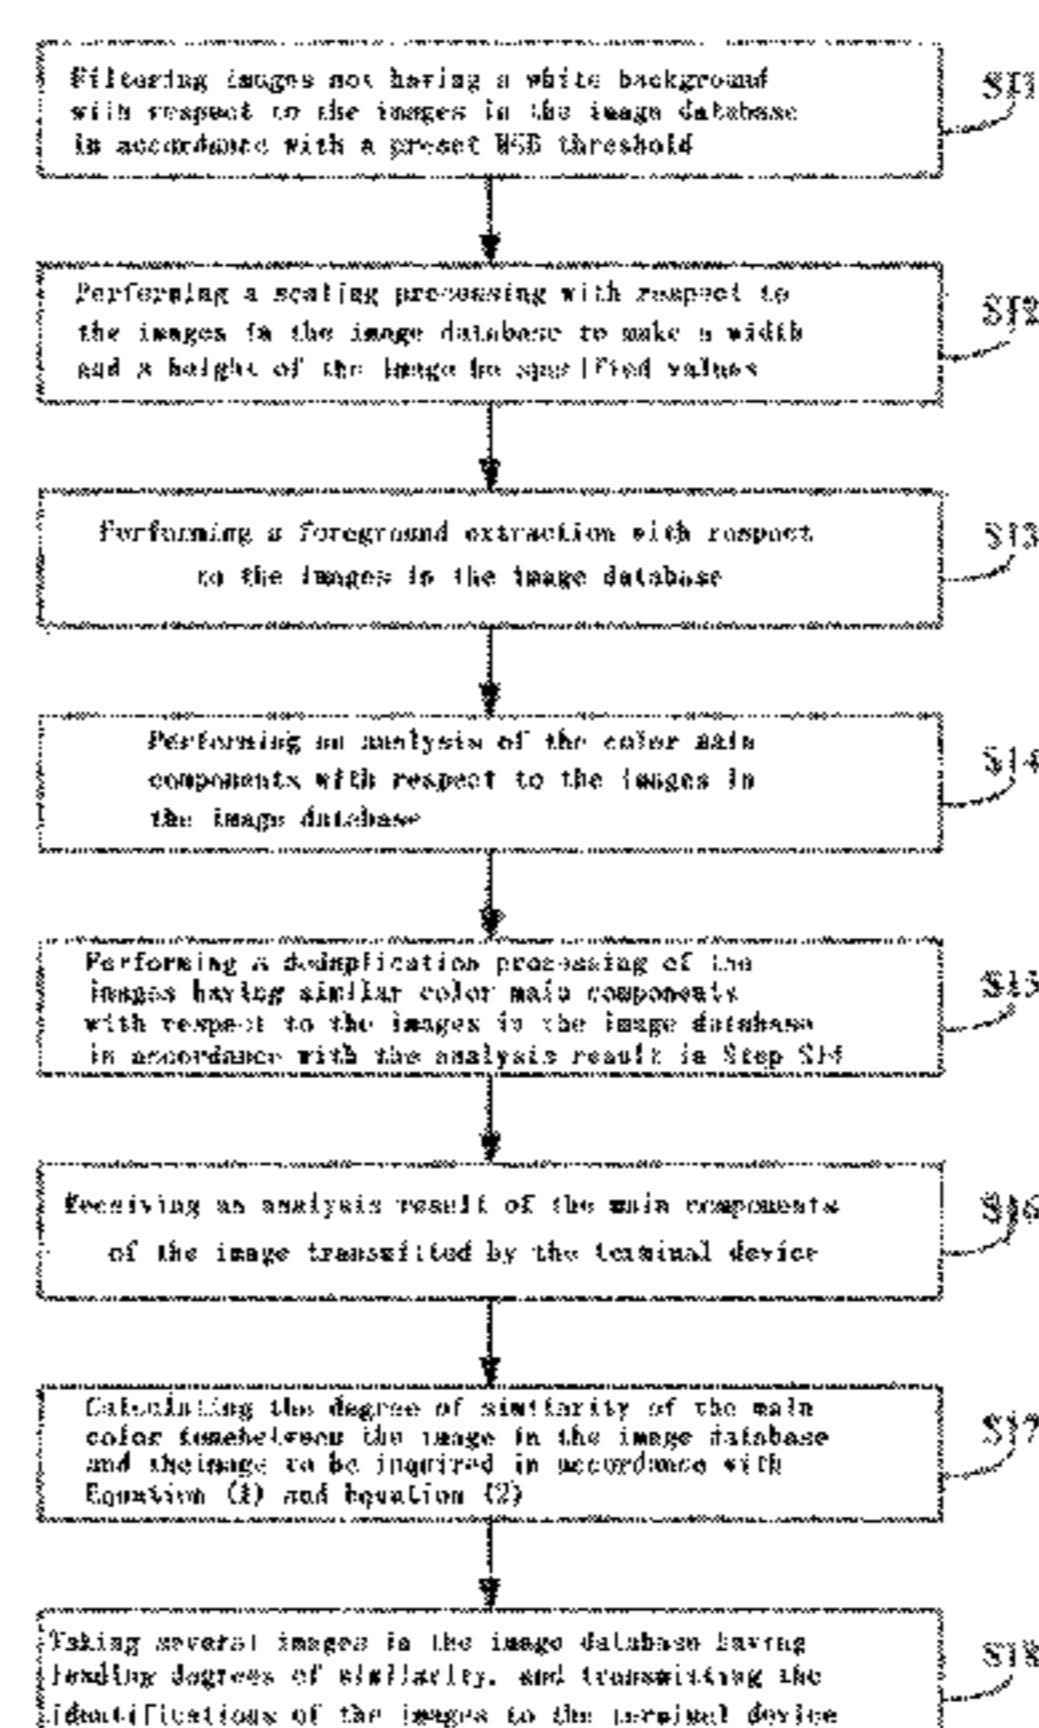 Filtering images not having a white background
S11
with respect to the images in the image database
in accordance with a preset threshold
Performing a scaling processing with respect to
S12
the images in the image database to make a width
and a height of the image be specified values
Performing a foreground extraction with respect
S13
to the images in the image database
Performing an analysis of the color main
S14
components with respect to the images in
the image database
Performing a deduplication processing of the
images having similar color main components
S15
with respect to the images in the image database
in accordance with the analysis result in Step S14
Receiving an analysis result of the main components
S16
of the image transmitted by the terminal device
Calculating the degree of similarity of the main
S17
color between the image in the image database
and theimage to be inquired in accordance with
Equation (1) and Equation (2)
Taking several images in the image database having
S18
leading degrees of similarity, and transmitting the
identifications of the images to the terminal device